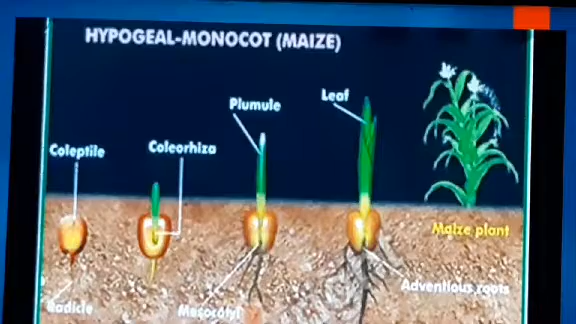 HYPOGEAL-MONOCOT (MAIZE)
Leaf
Plumule
Coleptile
Coleorhiza
Maize plant
Adventious roots
Radicle
Mesocotyl